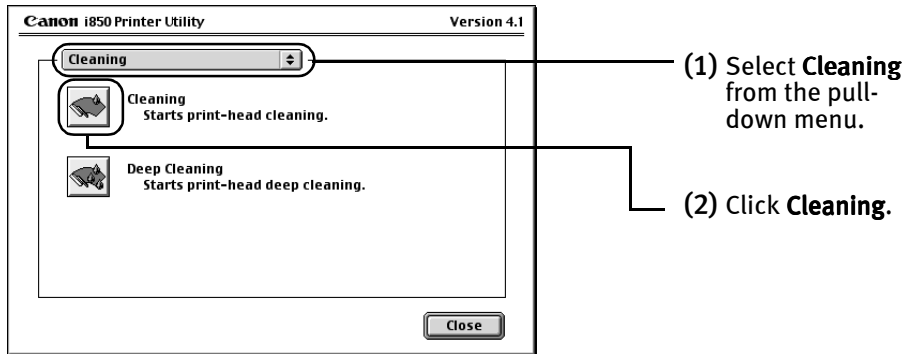 Canon i850 Printer Utility
Version 4.1
Cleaning
Cleaning
Starts print-head cleaning.
Deep Cleaning
Starts print-head deep cleaning.
Close
(1) Select Cleaning
from the pull-
down menu.
(2) Click Cleaning.